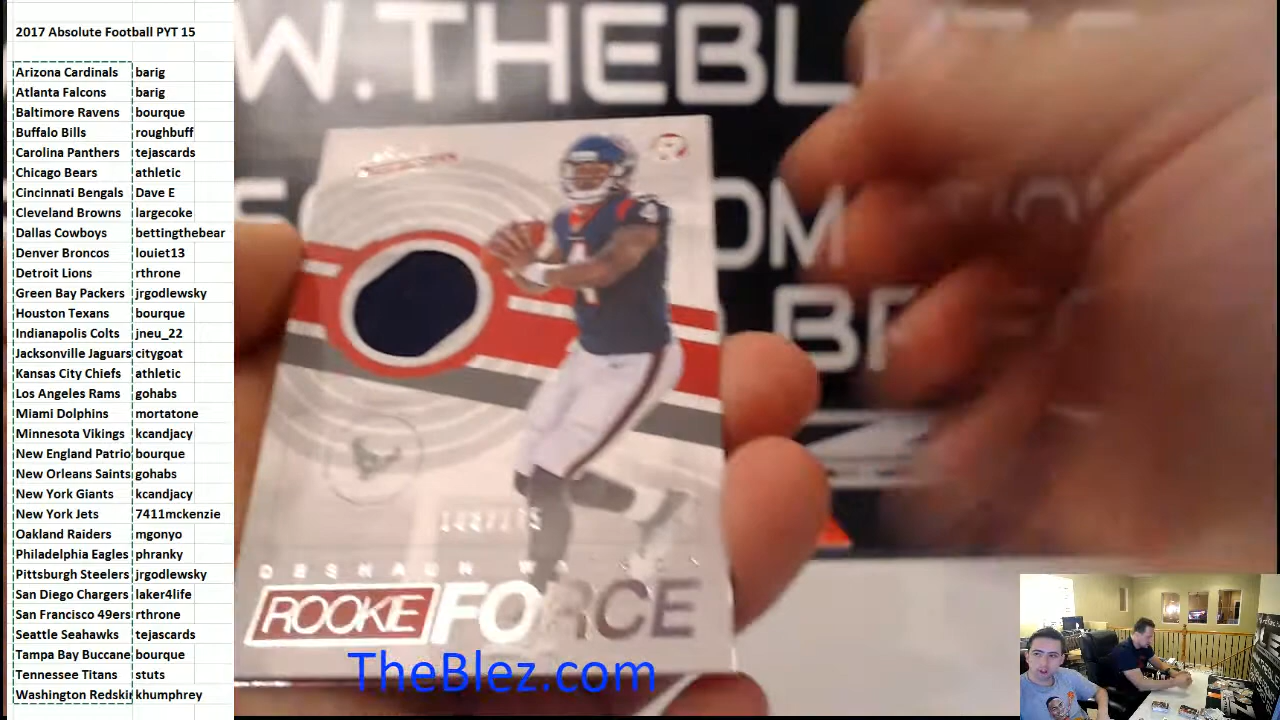 2017 Absolute Football PYT 15
Arizona Cardinals barig
Atlanta Falcons barig
Baltimore Ravens bourque
Buffalo Bills roughbuff
Carolina Panthers tejascards
Chicago Bears athletic
Cincinnati Bengals Dave E
Cleveland Browns largecoke
Dallas Cowboys bettingthebear
Denver Broncos louiet13
Detroit Lions rthrone
Green Bay Packers jrgodlewsky
Houston Texans bourque
Indianapolis Colts jneu_22
Jacksonville Jaguars citygoat
Kansas City Chiefs athletic
Los Angeles Rams gohabs
Miami Dolphins mortatone
Minnesota Vikings kcandjacy
New England Patrio bourque
New Orleans Saints gohabs
New York Giants kcandjacy
New York Jets 7411mckenzie
Oakland Raiders mgonyo
Philadelphia Eagles phranky
Pittsburgh Steelers jrgodlewsky
San Diego Chargers laker4life
San Francisco 49ers rthrone
Seattle Seahawks tejascards
Tampa Bay Buccane bourque
Tennessee Titans stuts
Washington Redskin khumphrey
W.THEBL
OM
BR
4
DESHAUN
ROOKIE FORCE
TheBlez.com